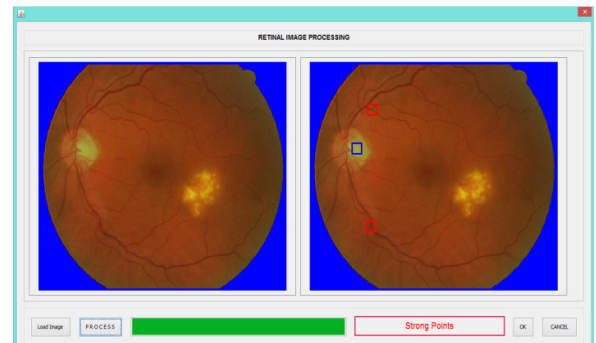 RETINAL IMAGE PROCESSING
Load Image
PROCESS
Strong Points
OK
CANCEL